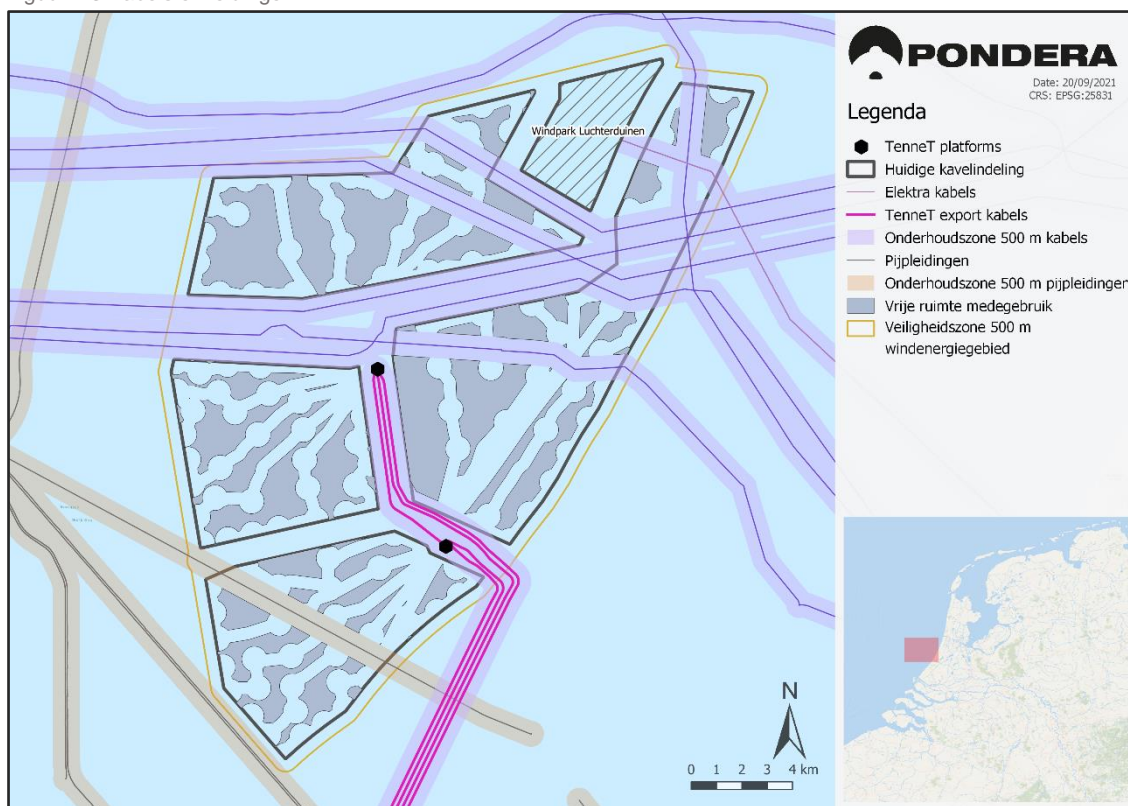 PONDERA
Date: 20/09/2021
CRS: EPSG:25831
Legenda
TenneT platforms
Huidige kavelindeling
Elektra kabels
TenneT export kabels
Onderhoudszone 500 m kabels
Pijpleidingen
Onderhoudszone 500 m pijpleidingen
Vrije ruimte medegebruik
Veiligheidszone 500 m
windenergiegebied
Windpark Luchterduinen
N
0 1 2 3 4 km